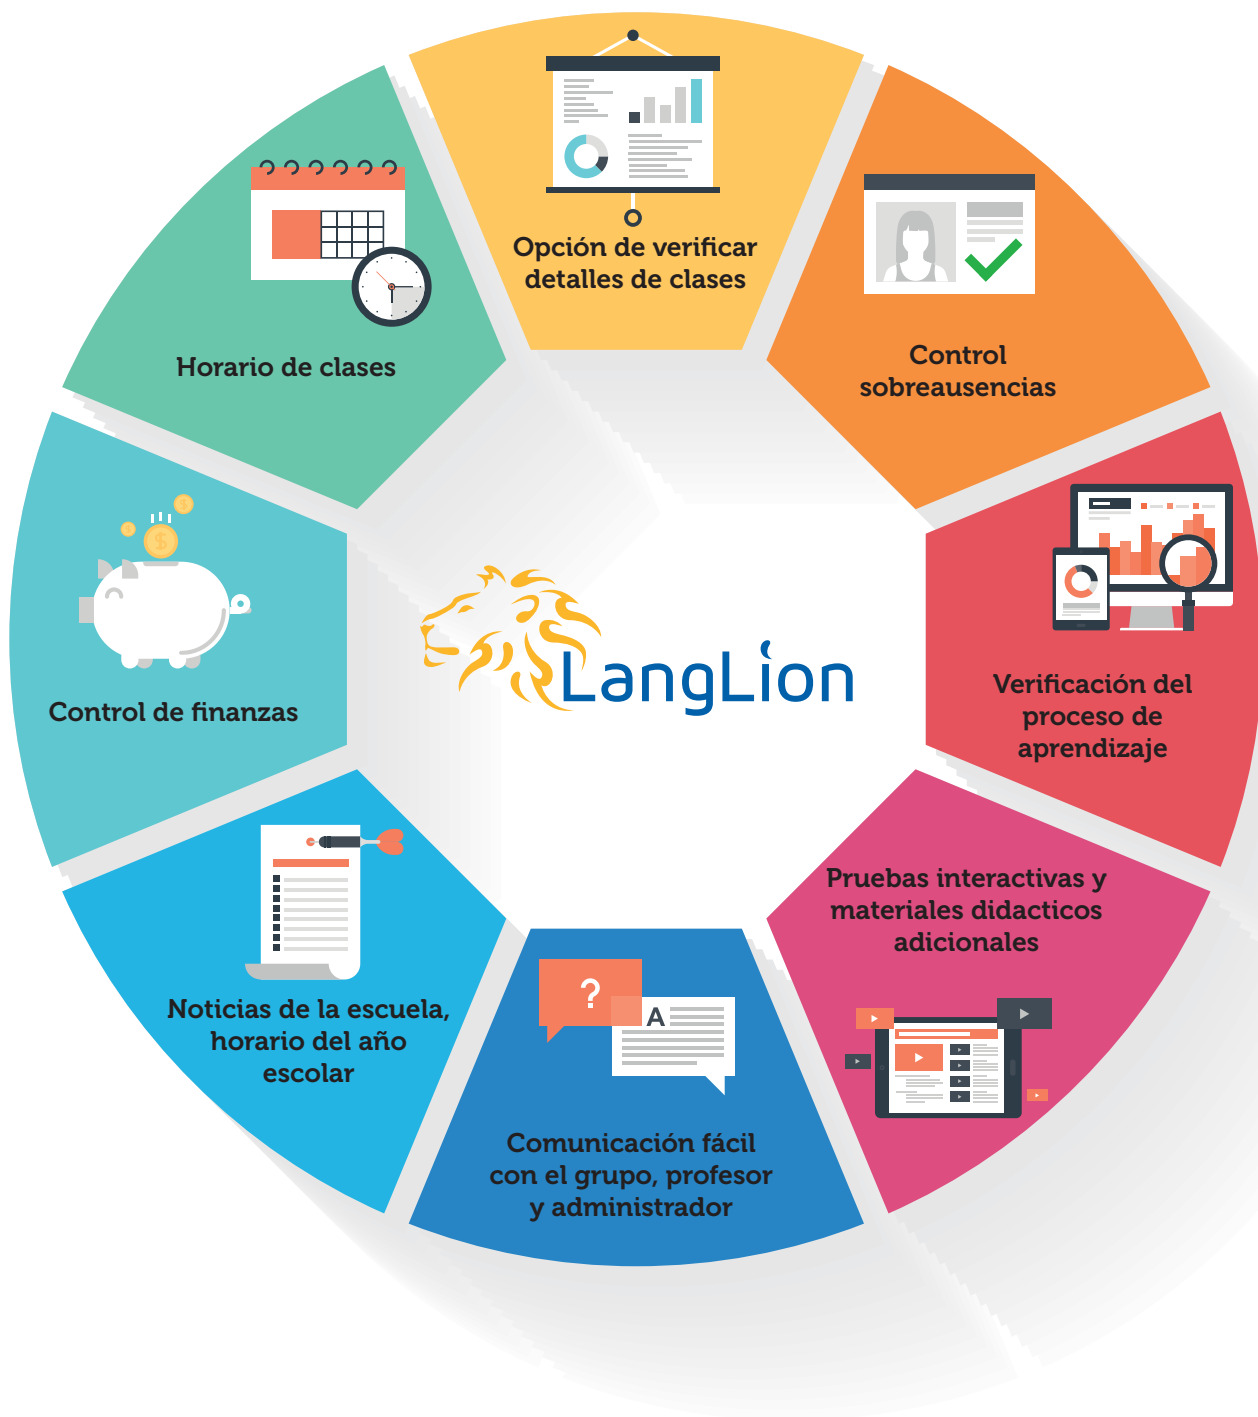 Opción de verificar
detalles de clases
Control
sobreausencias
Verificación del
proceso de
aprendizaje
Pruebas interactivas y
materiales didacticos
adicionales
Comunicación fácil
con el grupo, profesor
y administrador
?
A
Noticias de la escuela,
horario del año
escolar
Control de finanzas
$
$
$
Horario de clases
LangLion